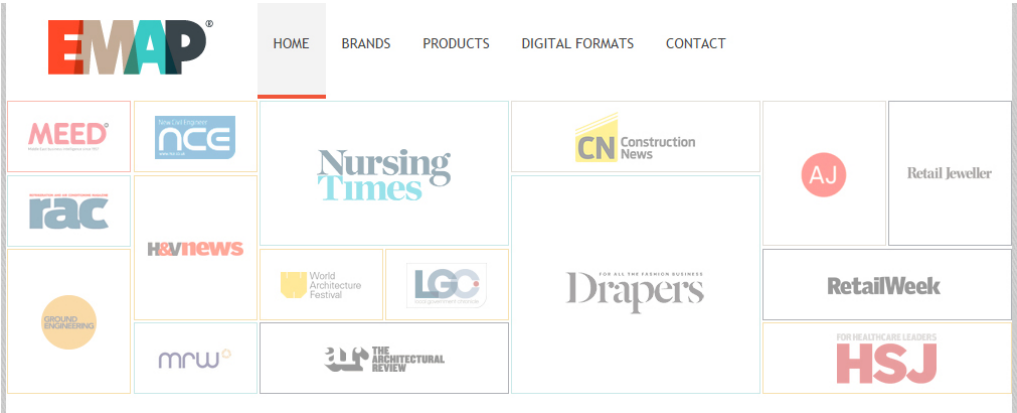 EMAP®
HOME
BRANDS
PRODUCTS
DIGITAL FORMATS
CONTACT
MEED
New Civil Engineer
nce
Nursing
Times
CN Construction
News
AJ
Retail Jeweller
rac
H&Vnews
World
Architecture
Festival
LGC
FOR ALL THE FASHION BUSINESS
Drapers
RetailWeek
GROUND
ENGINEERING
mrw
ar THE
ARCHITECTURAL
REVIEW
FOR HEALTHCARE LEADERS
HSJ